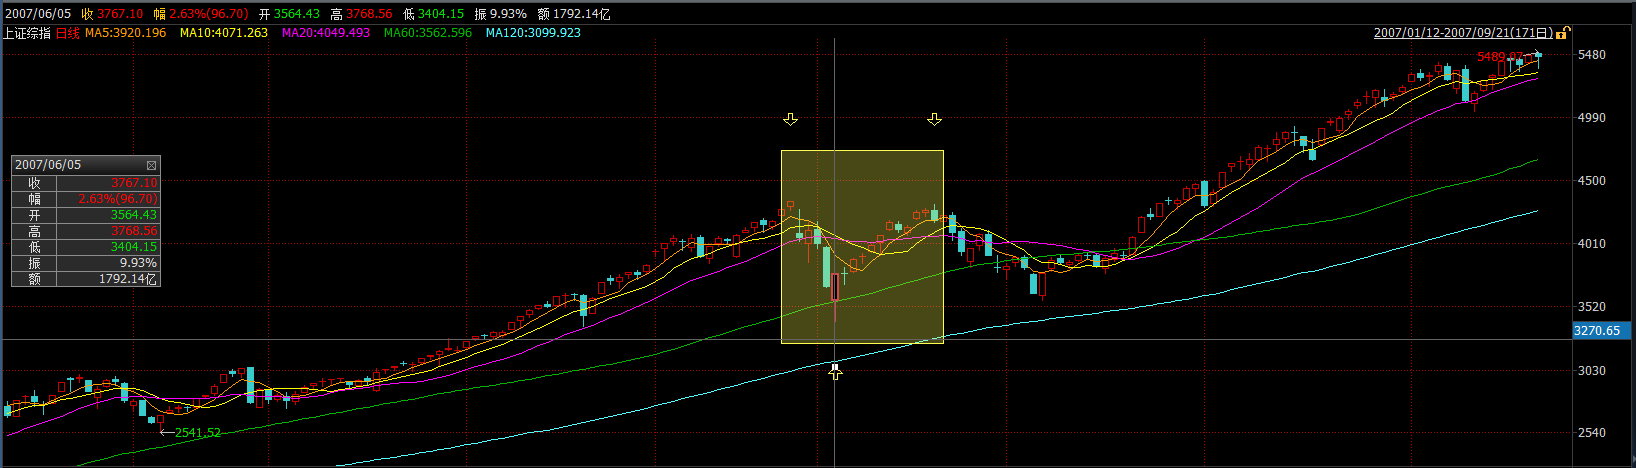 2007/06/05 收 3767.10 幅 2.63%(96.70) 开 3564.43 高 3768.56 低 3404.15 振 9.93% 额 1792.14亿
上证综指 日线 MA5:3920.196 MA10:4071.263 MA20:4049.493 MA60:3562.596 MA120:3099.923 2007/01/12-2007/09/21(171日)
5489.07
5480
4990
2007/06/05
收 3767.10
幅 2.63%(96.70)
开 3564.43
高 3768.56
低 3404.15
振 9.93%
额 1792.14亿
4500
4010
3520
3270.65
3030
2541.52
2540